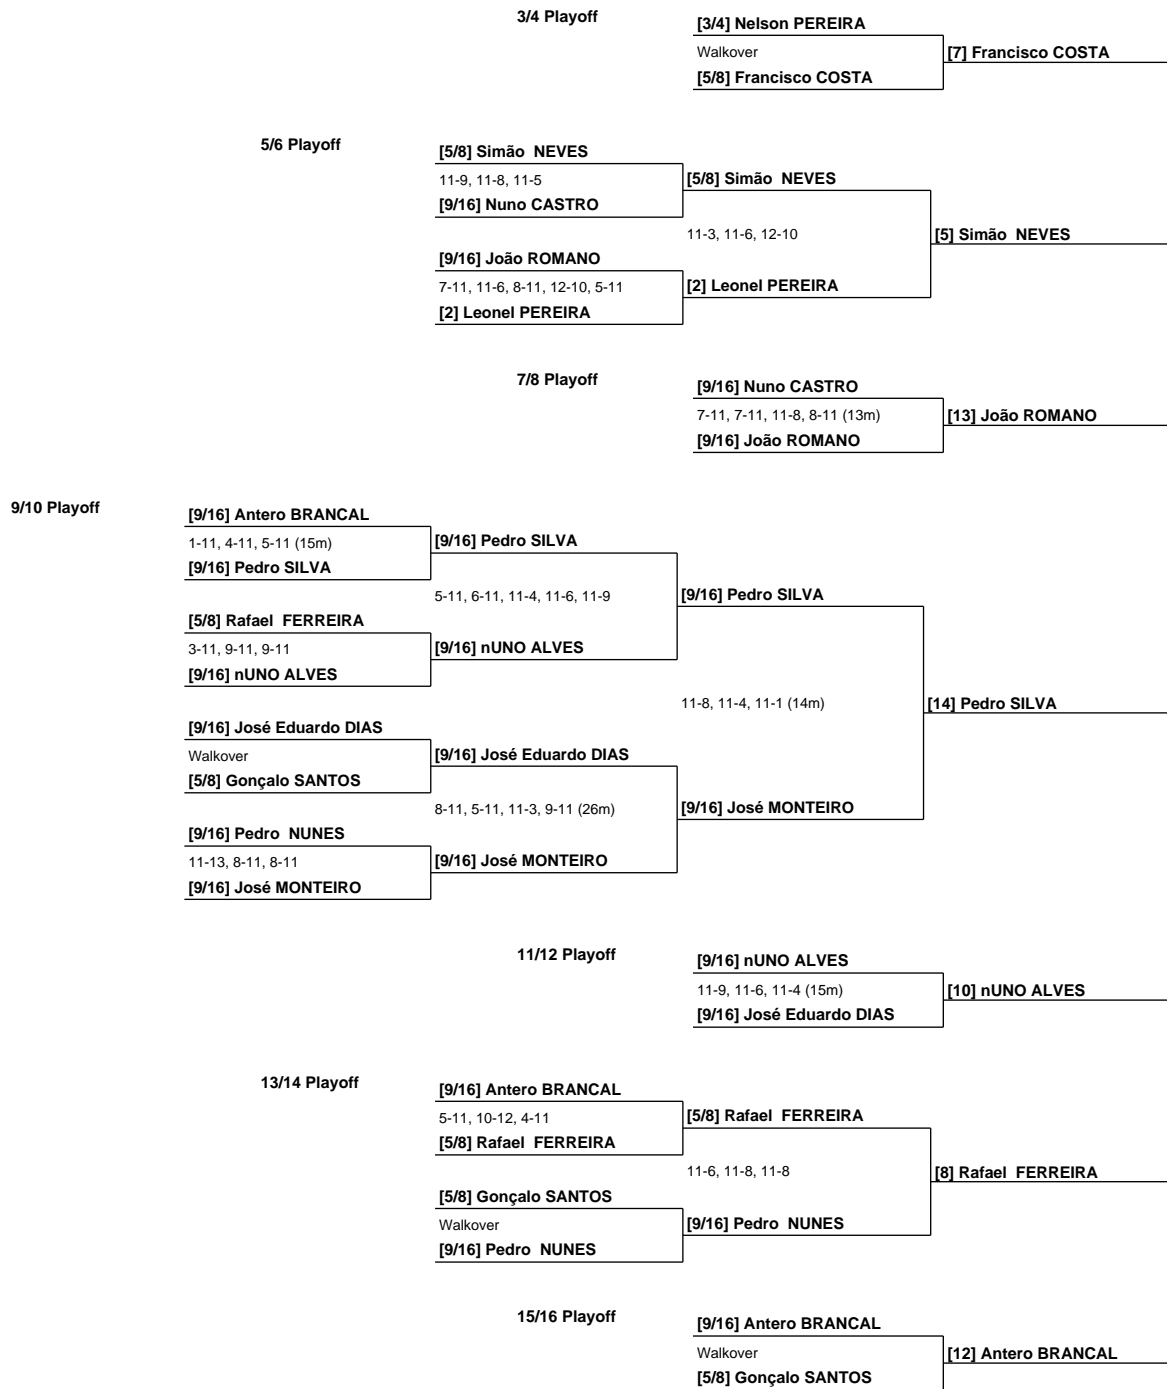 3/4 Playoff
[3/4] Nelson PEREIRA
Walkover
[7] Francisco COSTA
[5/8] Francisco COSTA
5/6 Playoff
[5/8] Simão  NEVES
11-9, 11-8, 11-5
[5/8] Simão  NEVES
[9/16] Nuno CASTRO
11-3, 11-6, 12-10
[5] Simão  NEVES
[9/16] João ROMANO
7-11, 11-6, 8-11, 12-10, 5-11
[2] Leonel PEREIRA
[2] Leonel PEREIRA
7/8 Playoff
[9/16] Nuno CASTRO
7-11, 7-11, 11-8, 8-11 (13m)
[13] João ROMANO
[9/16] João ROMANO
9/10 Playoff
[9/16] Antero BRANCAL
1-11, 4-11, 5-11 (15m)
[9/16] Pedro SILVA
[9/16] Pedro SILVA
5-11, 6-11, 11-4, 11-6, 11-9
[9/16] Pedro SILVA
[5/8] Rafael  FERREIRA
3-11, 9-11, 9-11
[9/16] nUNO ALVES
[9/16] nUNO ALVES
11-8, 11-4, 11-1 (14m)
[14] Pedro SILVA
[9/16] José Eduardo DIAS
Walkover
[9/16] José Eduardo DIAS
[5/8] Gonçalo SANTOS
8-11, 5-11, 11-3, 9-11 (26m)
[9/16] José MONTEIRO
[9/16] Pedro  NUNES
11-13, 8-11, 8-11
[9/16] José MONTEIRO
[9/16] José MONTEIRO
11/12 Playoff
[9/16] nUNO ALVES
11-9, 11-6, 11-4 (15m)
[10] nUNO ALVES
[9/16] José Eduardo DIAS
13/14 Playoff
[9/16] Antero BRANCAL
5-11, 10-12, 4-11
[5/8] Rafael  FERREIRA
[5/8] Rafael  FERREIRA
11-6, 11-8, 11-8
[8] Rafael  FERREIRA
[5/8] Gonçalo SANTOS
Walkover
[9/16] Pedro  NUNES
[9/16] Pedro  NUNES
15/16 Playoff
[9/16] Antero BRANCAL
Walkover
[12] Antero BRANCAL
[5/8] Gonçalo SANTOS